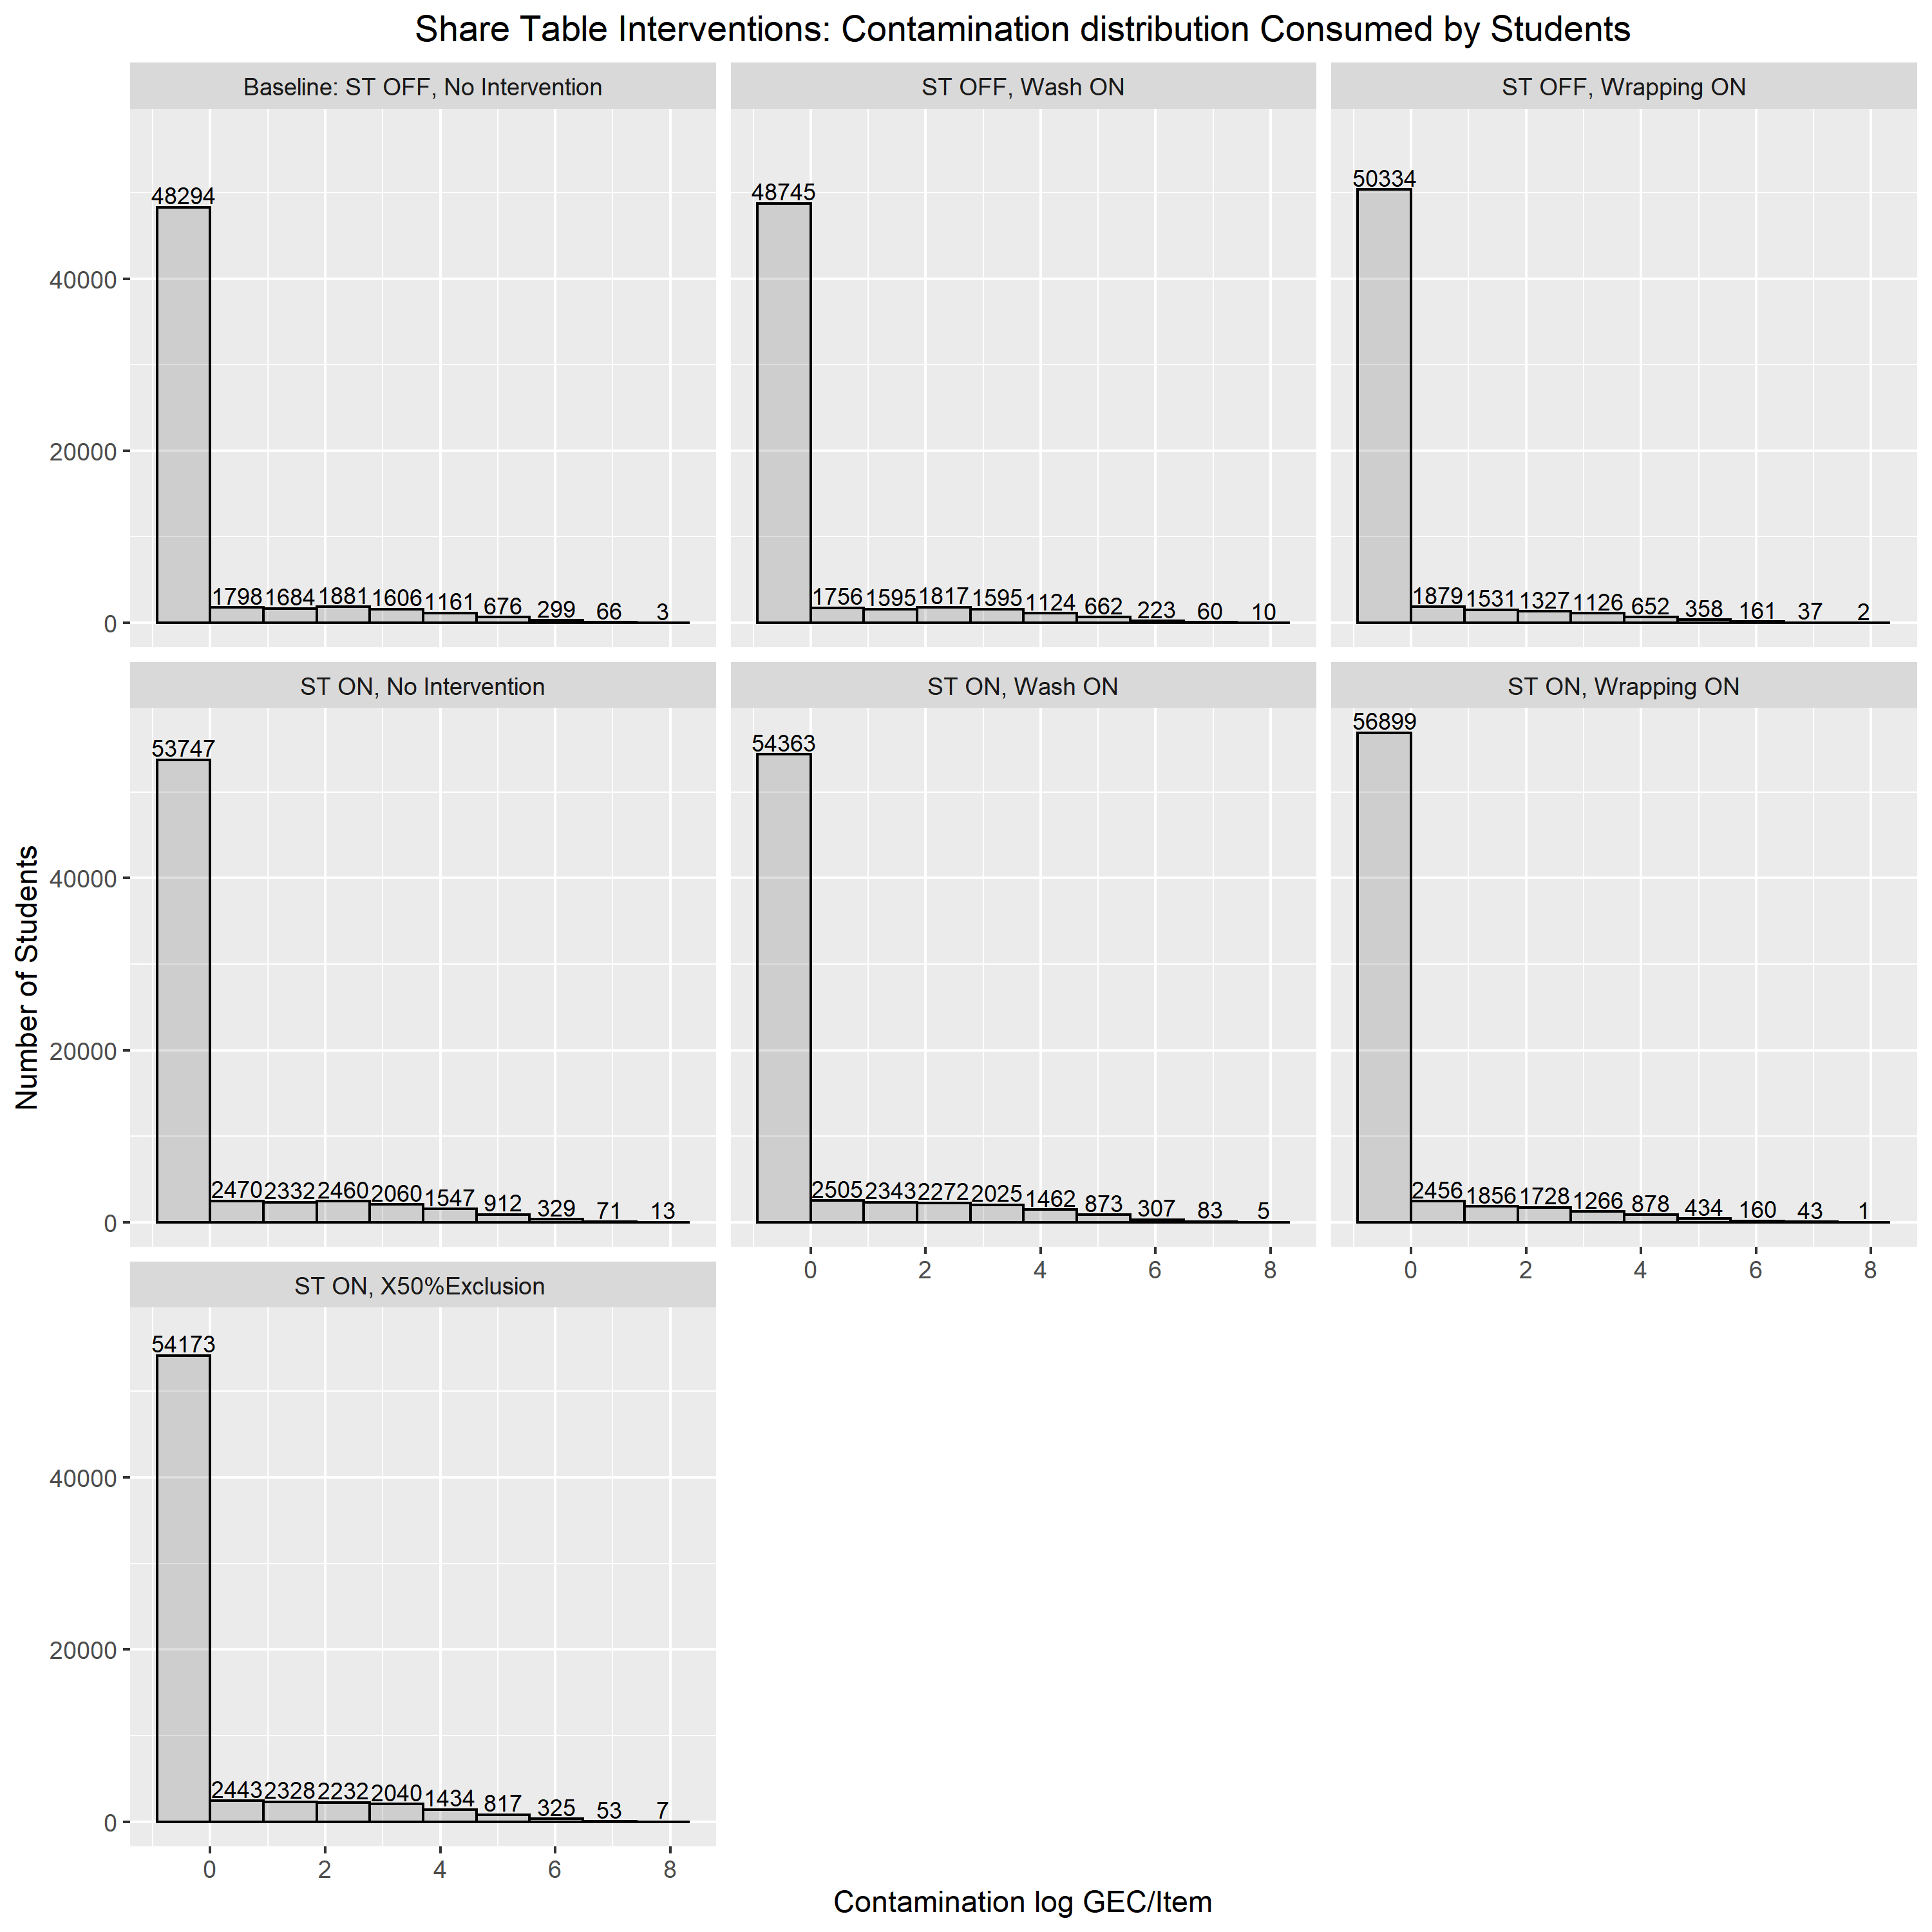 Share Table Interventions: Contamination distribution Consumed by Students
Baseline: ST OFF, No Intervention
48294
1798 1684 1881 1606 1161 676 299 66 3
40000
20000
0
ST OFF, Wash ON
48745
1756 1595 1817 1595 1124 662 223 60 10
ST OFF, Wrapping ON
50334
1879 1531 1327 1126 652 358 161 37 2
ST ON, No Intervention
53747
2470 2332 2460 2060 1547 912 329 71 13
40000
20000
0
ST ON, Wash ON
54363
2505 2343 2272 2025 1462 873 307 83 5
0 2 4 6 8
ST ON, Wrapping ON
56899
2456 1856 1728 1266 878 434 160 43 1
0 2 4 6 8
ST ON, X50%Exclusion
54173
2443 2328 2232 2040 1434 817 325 53 7
40000
20000
0
0 2 4 6 8
Number of Students
Contamination log GEC/Item